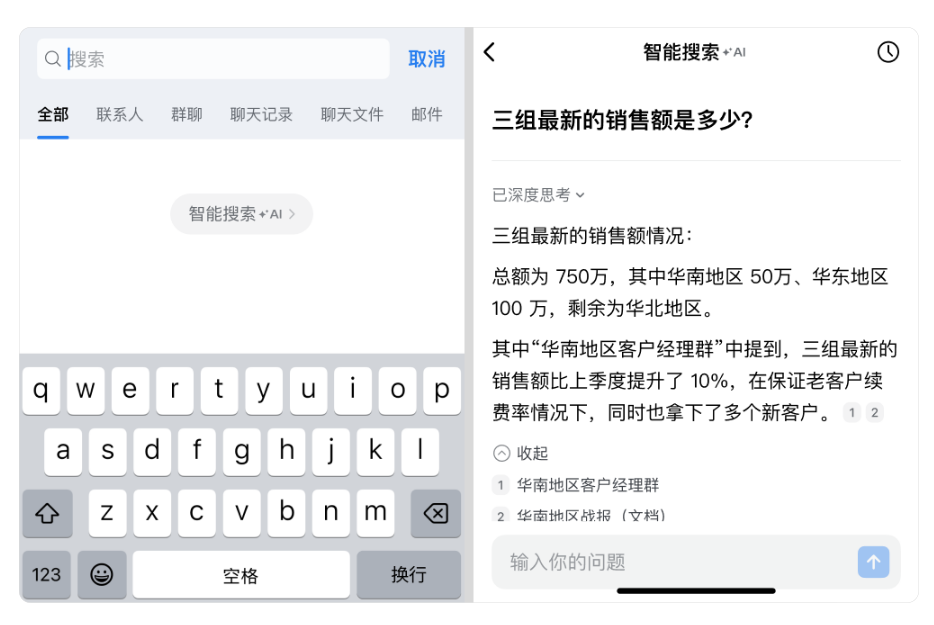 搜索
取消
全部 联系人 群聊 聊天记录 聊天文件 邮件
智能搜索 AI
q w e r t y u i o p
a s d f g h j k l
z x c v b n m
123 空格 换行
智能搜索 AI
三组最新的销售额是多少?
已深度思考
三组最新的销售额情况：
总额为 750万，其中华南地区 50万、华东地区
100 万，剩余为华北地区。
其中“华南地区客户经理群”中提到，三组最新的
销售额比上季度提升了 10%，在保证老客户续
费率情况下，同时也拿下了多个新客户。 1 2
收起
1 华南地区客户经理群
2 华南地区战报（文档）
输入你的问题